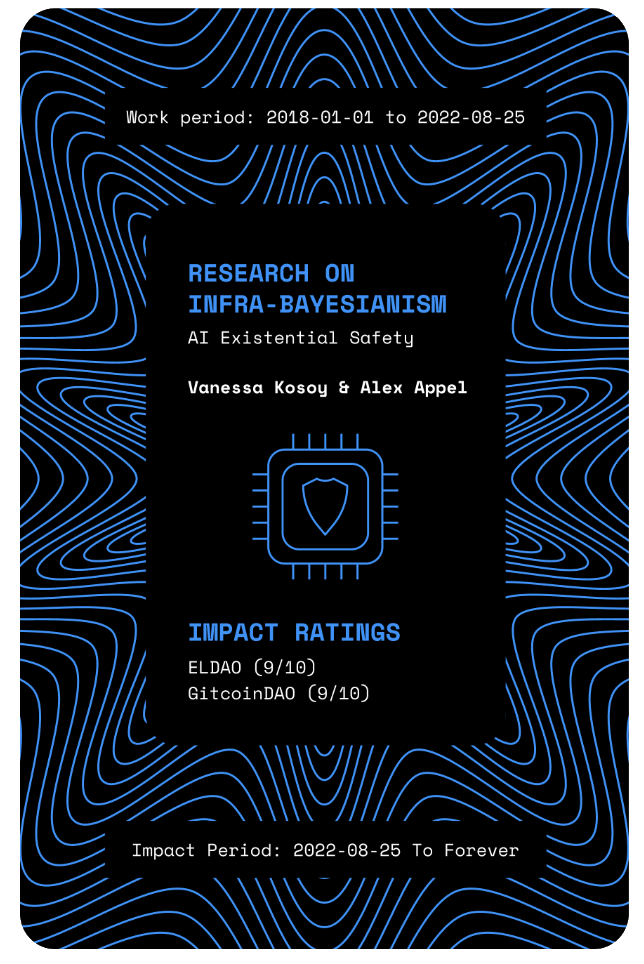 Work period: 2018-01-01 to 2022-08-25
RESEARCH ON
INFRA-BAYESIANISM
AI Existential Safety
Vanessa Kosoy & Alex Appel
IMPACT RATINGS
ELDAO (9/10)
GitcoinDAO (9/10)
Impact Period: 2022-08-25 To Forever